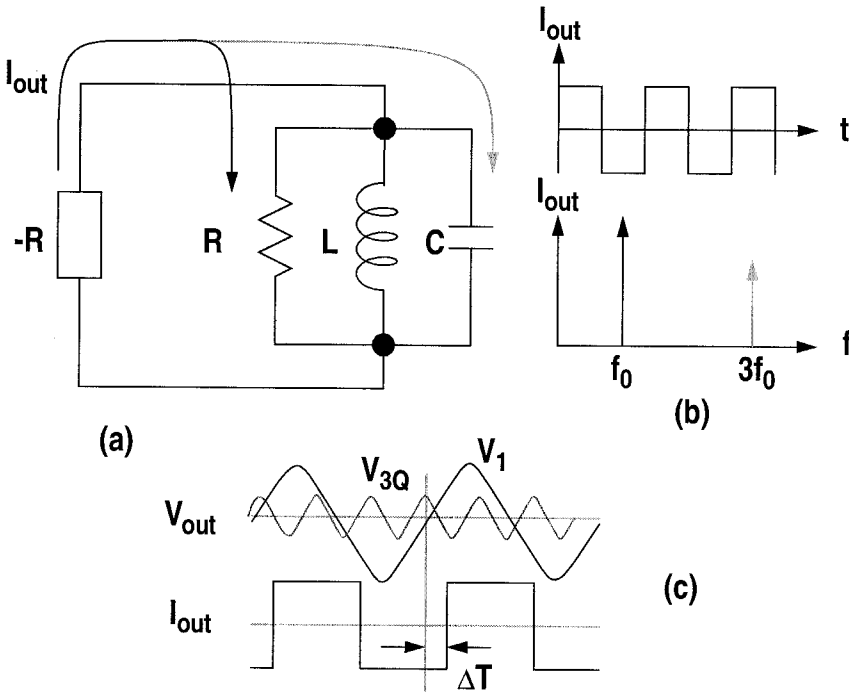 I_out
-R
R
L
C
(a)
I_out
t
I_out
f
f_0
3f_0
(b)
V_3Q
V_1
V_out
(c)
I_out
ΔT